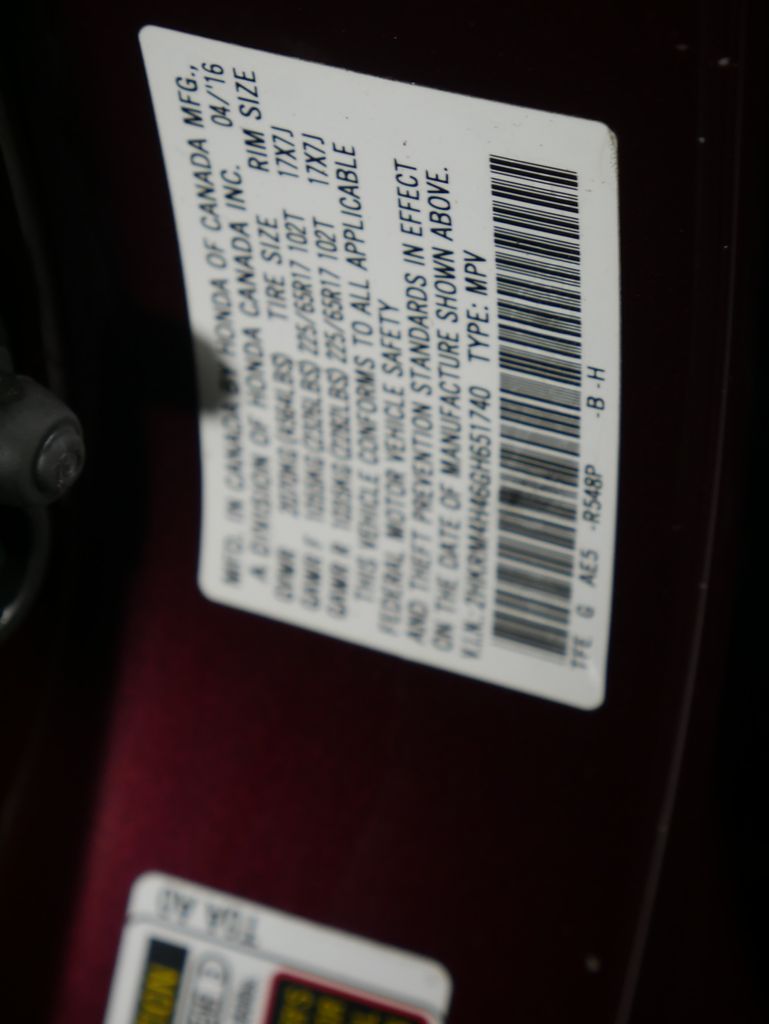 MFD. IN CANADA BY HONDA OF CANADA MFG.,
A DIVISION OF HONDA CANADA INC. 04/'16
GVWR 2070KG (4564LBS) TIRE SIZE RIM SIZE
GAWR F 1055KG (2326LBS) 225/65R17 102T 17X7J
GAWR R 1035KG (2282LBS) 225/65R17 102T 17X7J
THIS VEHICLE CONFORMS TO ALL APPLICABLE
FEDERAL MOTOR VEHICLE SAFETY
AND THEFT PREVENTION STANDARDS IN EFFECT
ON THE DATE OF MANUFACTURE SHOWN ABOVE.
V.I.N.: 2HKRM4H46GH651740 TYPE: MPV
TFE G AE5 -R548P -B -H